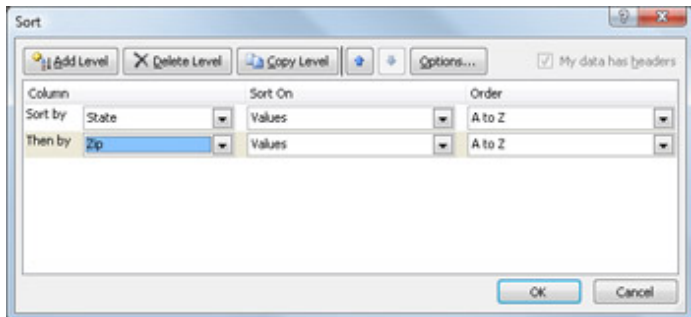 Sort
Add Level Delete Level Copy Level Options... My data has headers
Column Sort On Order
Sort by State Values A to Z
Then by Zip Values A to Z
OK Cancel